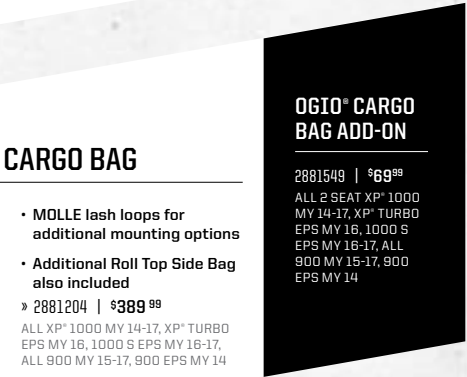 CARGO BAG
• MOLLE lash loops for
additional mounting options
• Additional Roll Top Side Bag
also included
» 2881204 | $389 99
ALL XP® 1000 MY 14-17, XP® TURBO
EPS MY 16, 1000 S EPS MY 16-17,
ALL 900 MY 15-17, 900 EPS MY 14
OGIO® CARGO
BAG ADD-ON
2881549 | $69 99
ALL 2 SEAT XP® 1000
MY 14-17, XP® TURBO
EPS MY 16, 1000 S
EPS MY 16-17, ALL
900 MY 15-17, 900
EPS MY 14